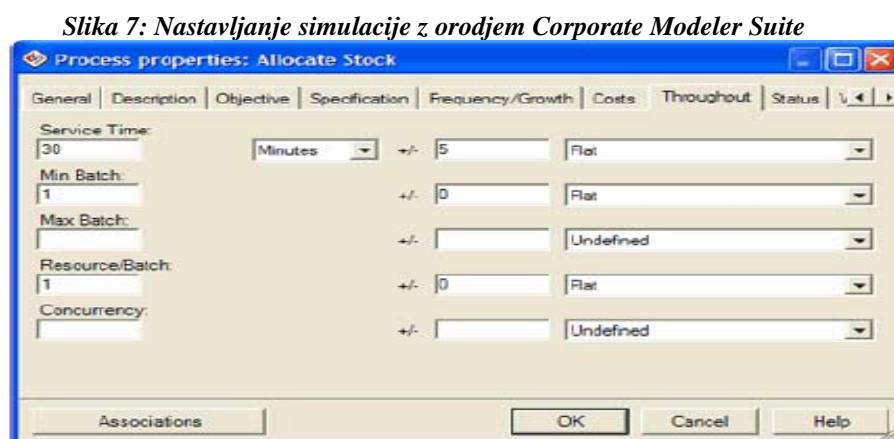 Slika 7: Nastavljanje simulacije z orodjem Corporate Modeler Suite
Process properties: Allocate Stock
General Description Objective Specification Frequency/Growth Costs Throughout Status
Service Time:
30 Minutes +/- 5 Flat
Min Batch:
1 +/- 0 Flat
Max Batch:
+/- Undefined
Resource/Batch:
1 +/- 0 Flat
Concurrency:
+/- Undefined
Associations OK Cancel Help